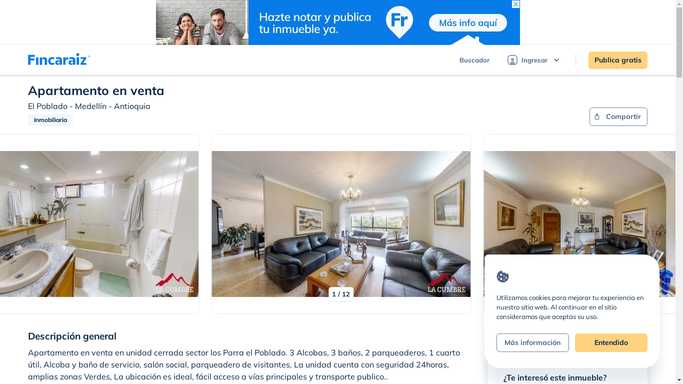 Hazte notar y publica
tu inmueble ya.
Fr
Más info aquí
Fincaraiz
Buscador
Ingresar
Publica gratis
Apartamento en venta
El Poblado - Medellín - Antioquia
Inmobiliaria
Compartir
LA CUMBRE
1 / 12
LA CUMBRE
Utilizamos cookies para mejorar tu experiencia en
nuestro sitio web. Al continuar en el sitio
consideramos que aceptas su uso.
Más información
Entendido
Descripción general
Apartamento en venta en unidad cerrada sector los Parra el Poblado. 3 Alcobas, 3 baños, 2 parqueaderos, 1 cuarto
útil, Alcoba y baño de servicio, salón social, parqueadero de visitantes, La unidad cuenta con seguridad 24horas,
amplias zonas Verdes, La ubicación es ideal, fácil acceso a vías principales y transporte publico..
¿Te interesó este inmueble?